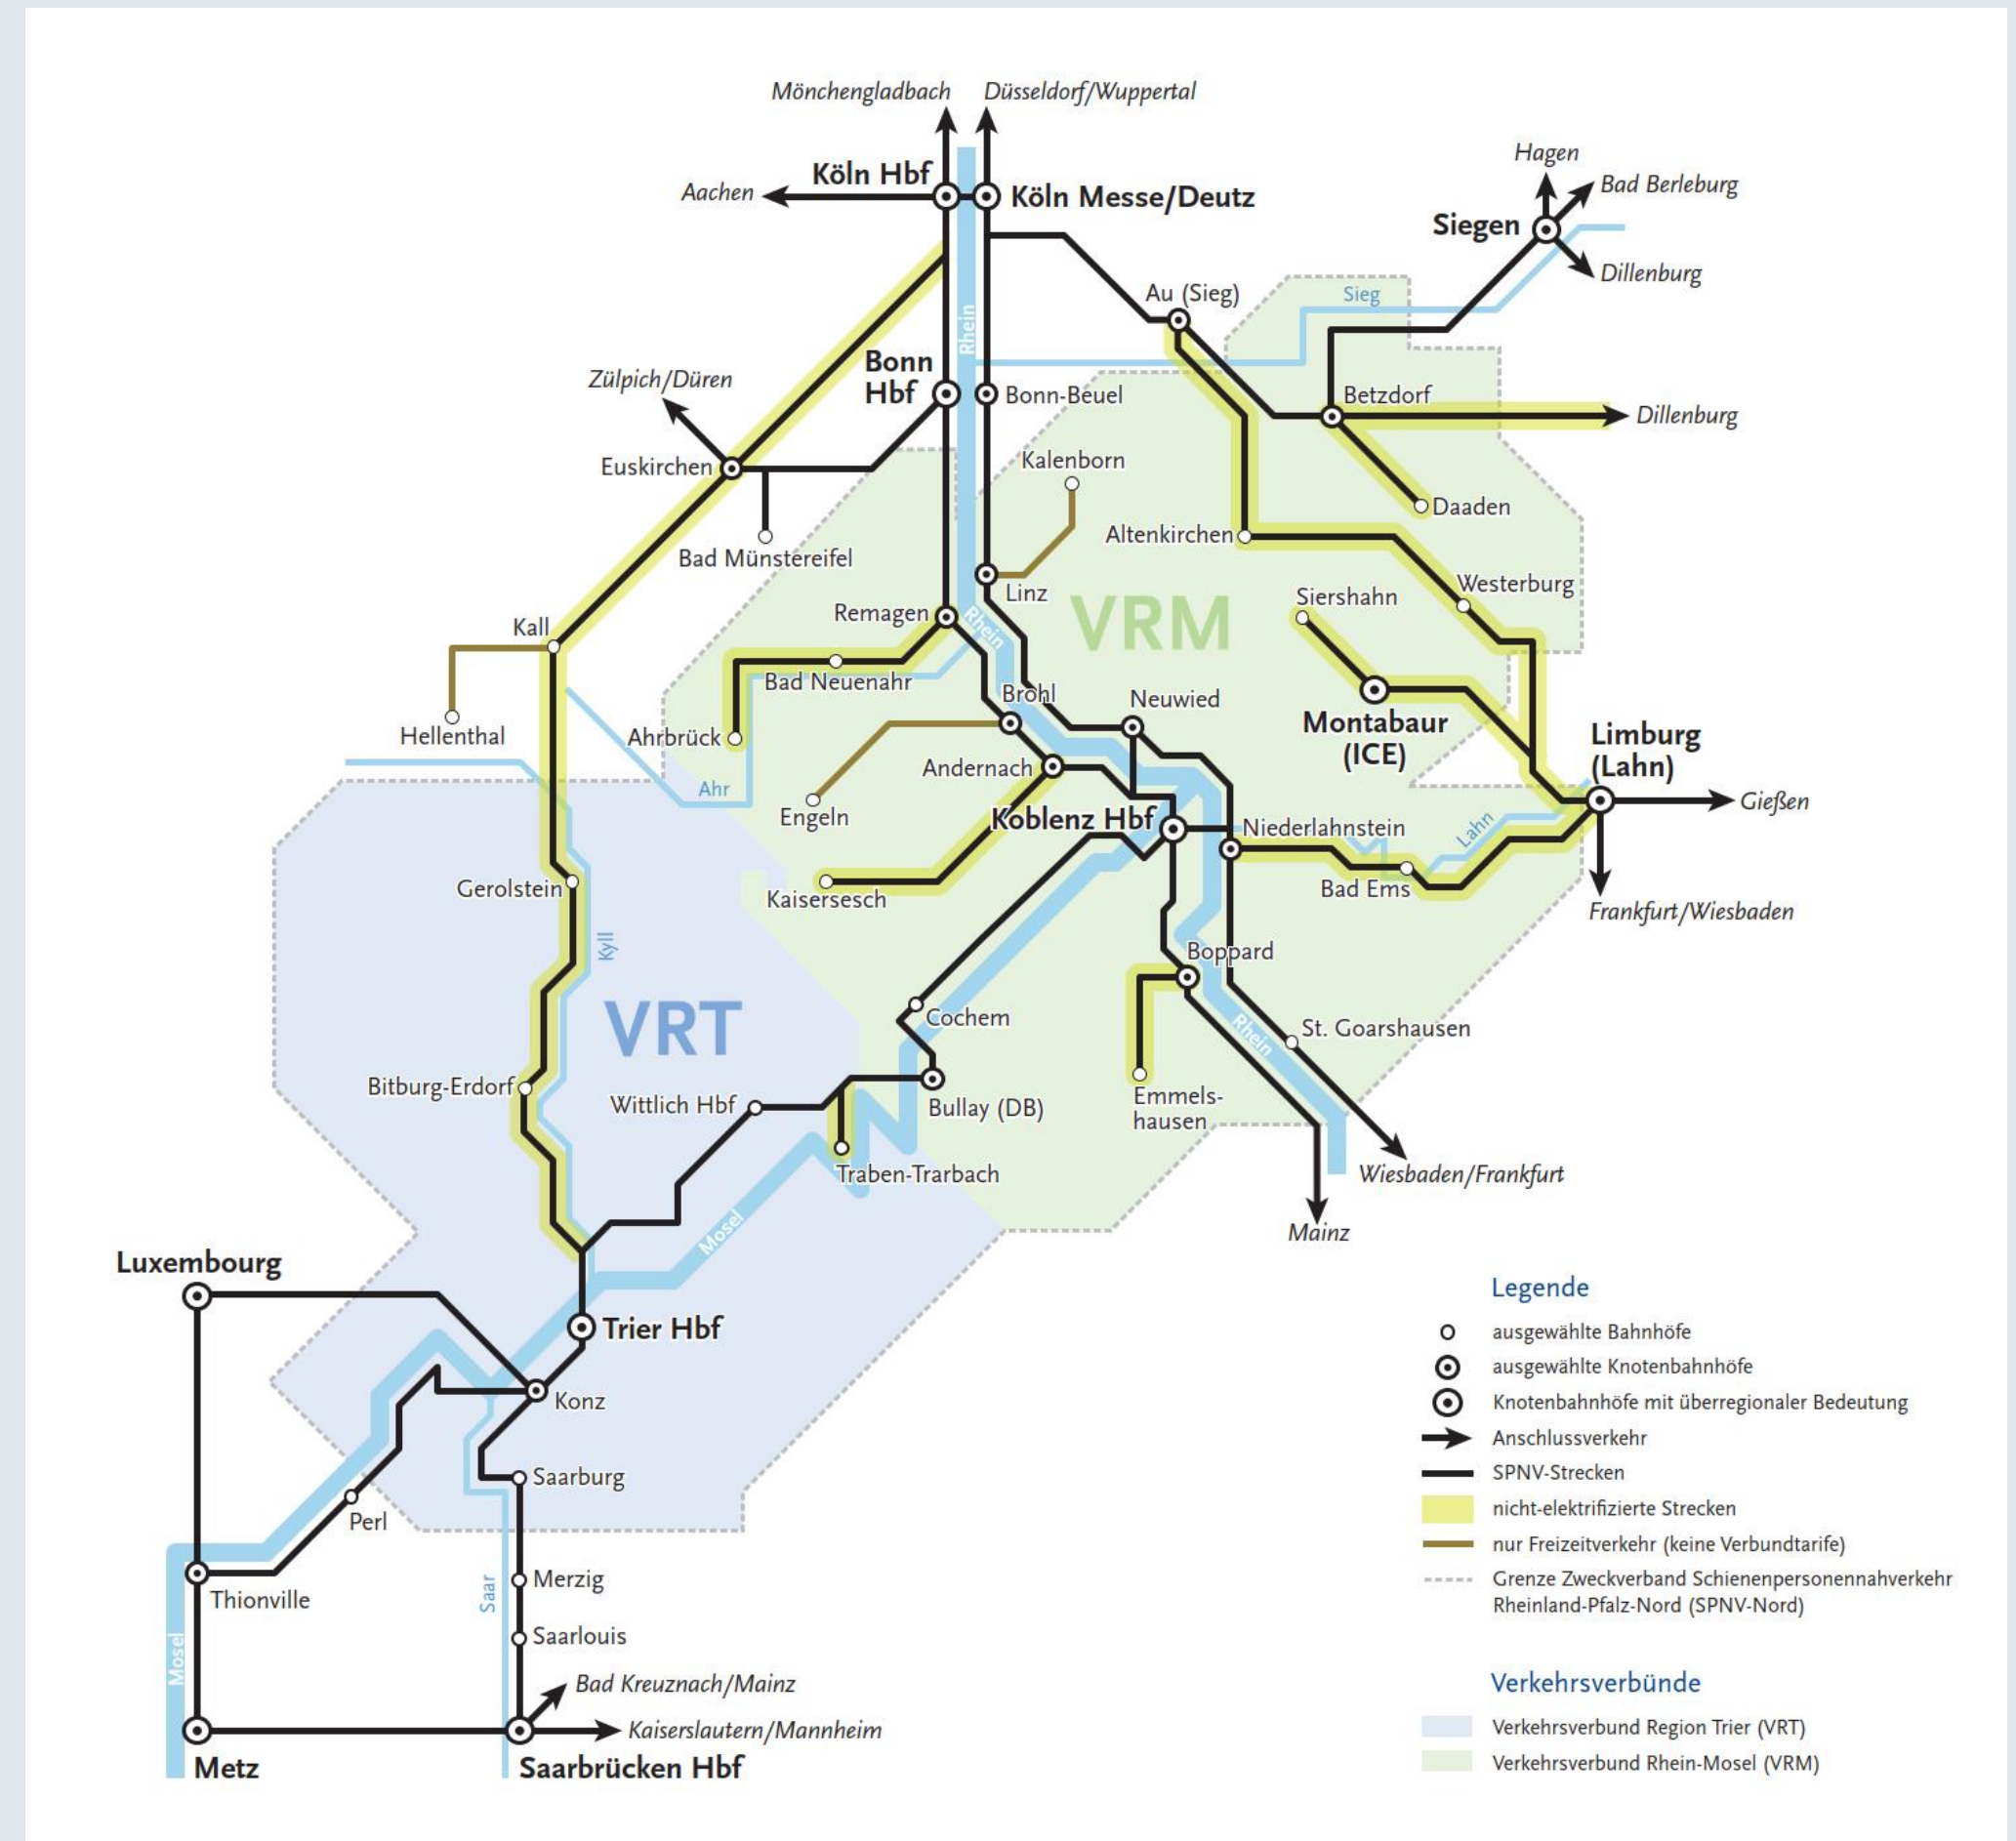 Mönchengladbach
Düsseldorf/Wuppertal
Hagen
Köln Hbf
Aachen
Köln Messe/Deutz
Bad Berleburg
Siegen
Dillenburg
Au (Sieg)
Sieg
Rhein
Bonn
Hbf
Zülpich/Düren
Bonn-Beuel
Betzdorf
Dillenburg
Euskirchen
Kalenborn
Daaden
Altenkirchen
Bad Münstereifel
Westerburg
Linz
Siershahn
Remagen
Rhein
VRM
Kall
Bad Neuenahr
Brohl
Neuwied
Hellenthal
Ahrbrück
Montabaur
(ICE)
Limburg
(Lahn)
Andernach
Ahr
Gießen
Engeln
Koblenz Hbf
Niederlahnstein
Lahn
Gerolstein
Kaisersesch
Bad Ems
Frankfurt/Wiesbaden
Kyll
Boppard
VRT
Cochem
Rhein
St. Goarshausen
Bitburg-Erdorf
Wittlich Hbf
Bullay (DB)
Emmels-
hausen
Traben-Trarbach
Wiesbaden/Frankfurt
Mosel
Mainz
Luxembourg
Trier Hbf
Konz
Saarburg
Perl
Merzig
Thionville
Saar
Saarlouis
Mosel
Bad Kreuznach/Mainz
Kaiserslautern/Mannheim
Metz
Saarbrücken Hbf
Legende
ausgewählte Bahnhöfe
ausgewählte Knotenbahnhöfe
Knotenbahnhöfe mit überregionaler Bedeutung
Anschlussverkehr
SPNV-Strecken
nicht-elektrifizierte Strecken
nur Freizeitverkehr (keine Verbundtarife)
Grenze Zweckverband Schienenpersonennahverkehr
Rheinland-Pfalz-Nord (SPNV-Nord)
Verkehrsverbünde
Verkehrsverbund Region Trier (VRT)
Verkehrsverbund Rhein-Mosel (VRM)